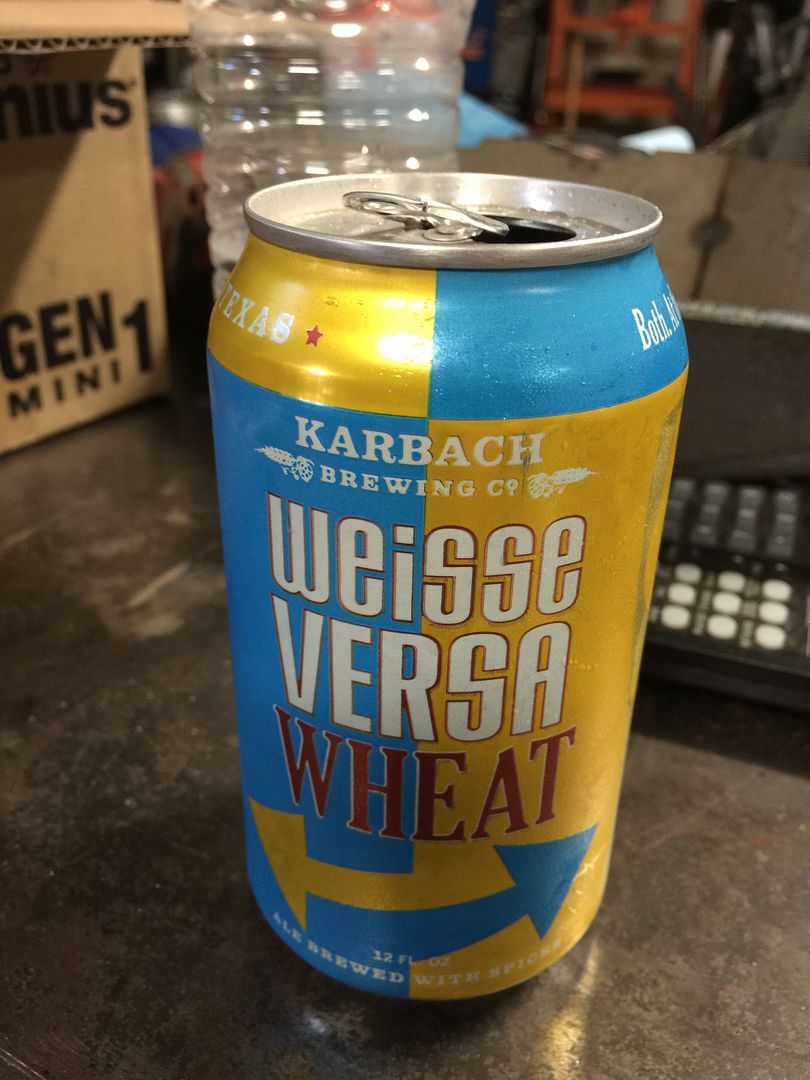 nius
GEN 1
MINI
TEXAS
Both
KARBACH
BREWING CO
Weisse
VERSA
WHEAT
12 FL. OZ
ALE BREWED WITH SPICES